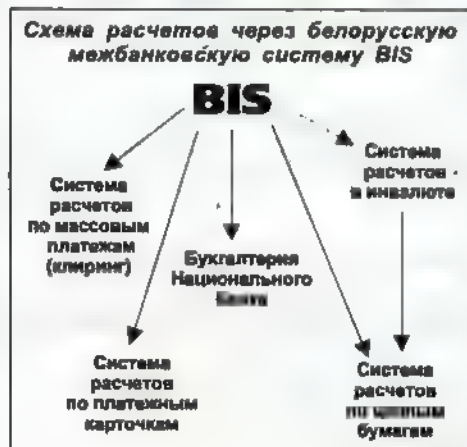 Схема расчетов через белорусскую
межбанковскую систему BIS
BIS
Система
расчетов
по массовым
платежам
(клиринг)
Бухгалтерия
Национального
Банка
Система
расчетов
в инвалюте
Система
расчетов
по платежным
карточкам
Система
расчетов
по ценным
бумагам